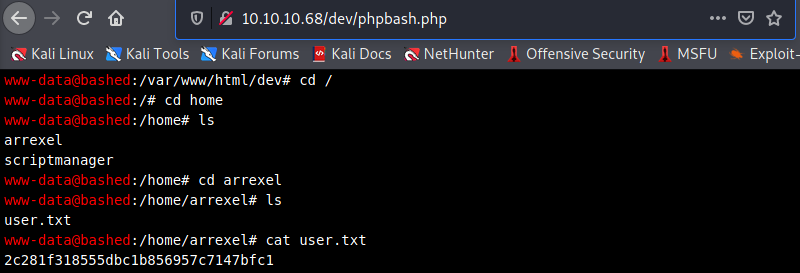 10.10.10.68/dev/phpbash.php
Kali Linux Kali Tools Kali Forums Kali Docs NetHunter Offensive Security MSFU Exploit-
www-data@bashed:/var/www/html/dev# cd /
www-data@bashed:/# cd home
www-data@bashed:/home# ls
arrexel
scriptmanager
www-data@bashed:/home# cd arrexel
www-data@bashed:/home/arrexel# ls
user.txt
www-data@bashed:/home/arrexel# cat user.txt
2c281f318555dbc1b856957c7147bfc1